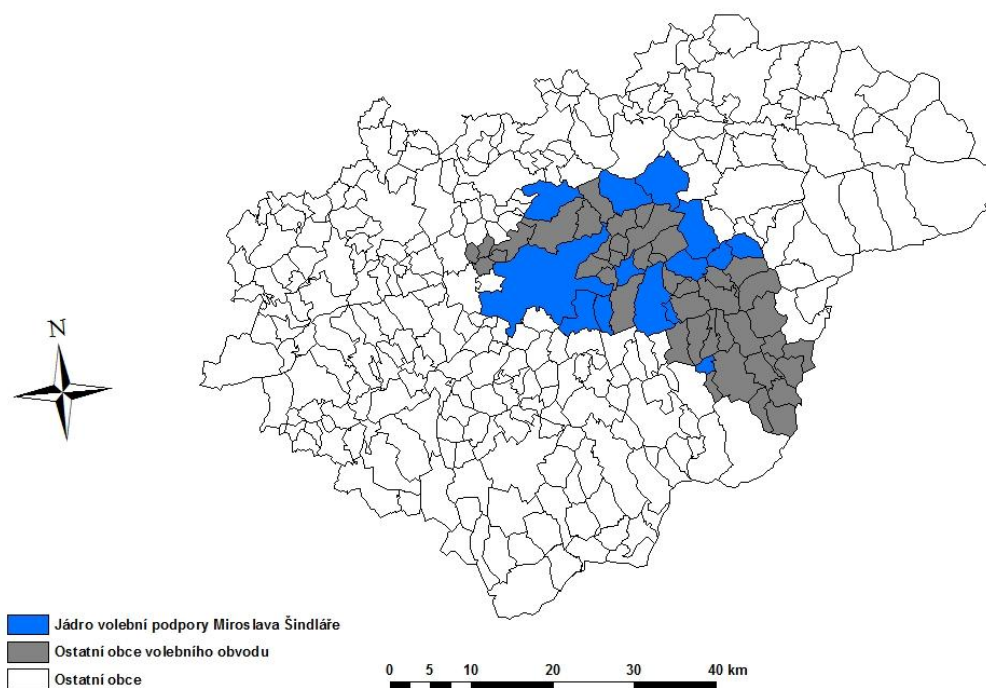 N
Jádro volební podpory Miroslava Šindláře
Ostatní obce volebního obvodu
Ostatní obce
0 5 10 20 30 40 km